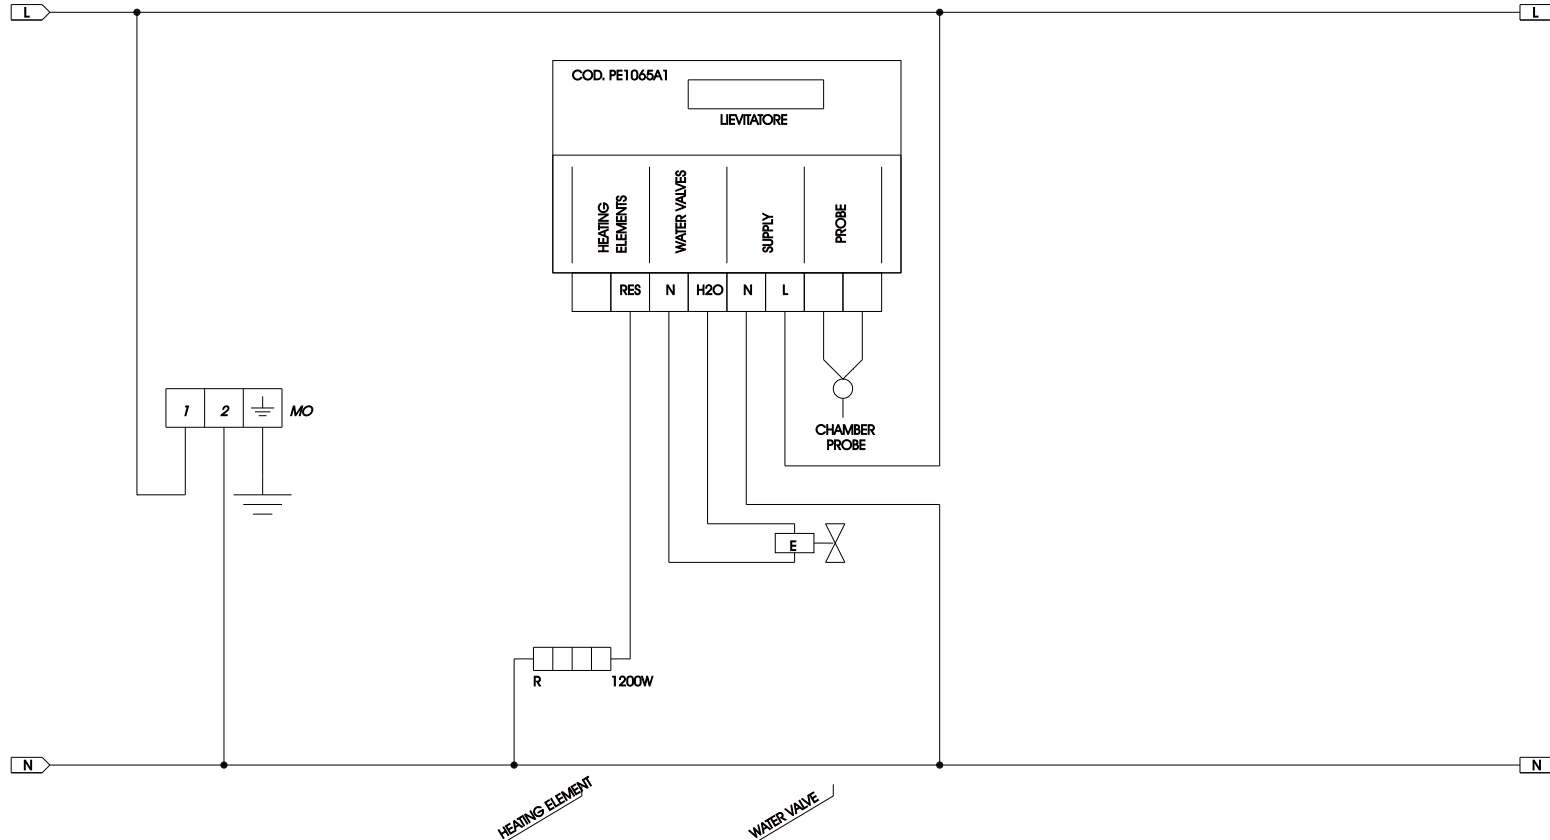 L
L
COD. PE1065A1
LIEVITATORE
HEATING
ELEMENTS
WATER VALVES
SUPPLY
PROBE
RES
N
H2O
N
L
1
2
MO
CHAMBER
PROBE
E
R
1200W
N
N
HEATING ELEMENT
WATER VALVE